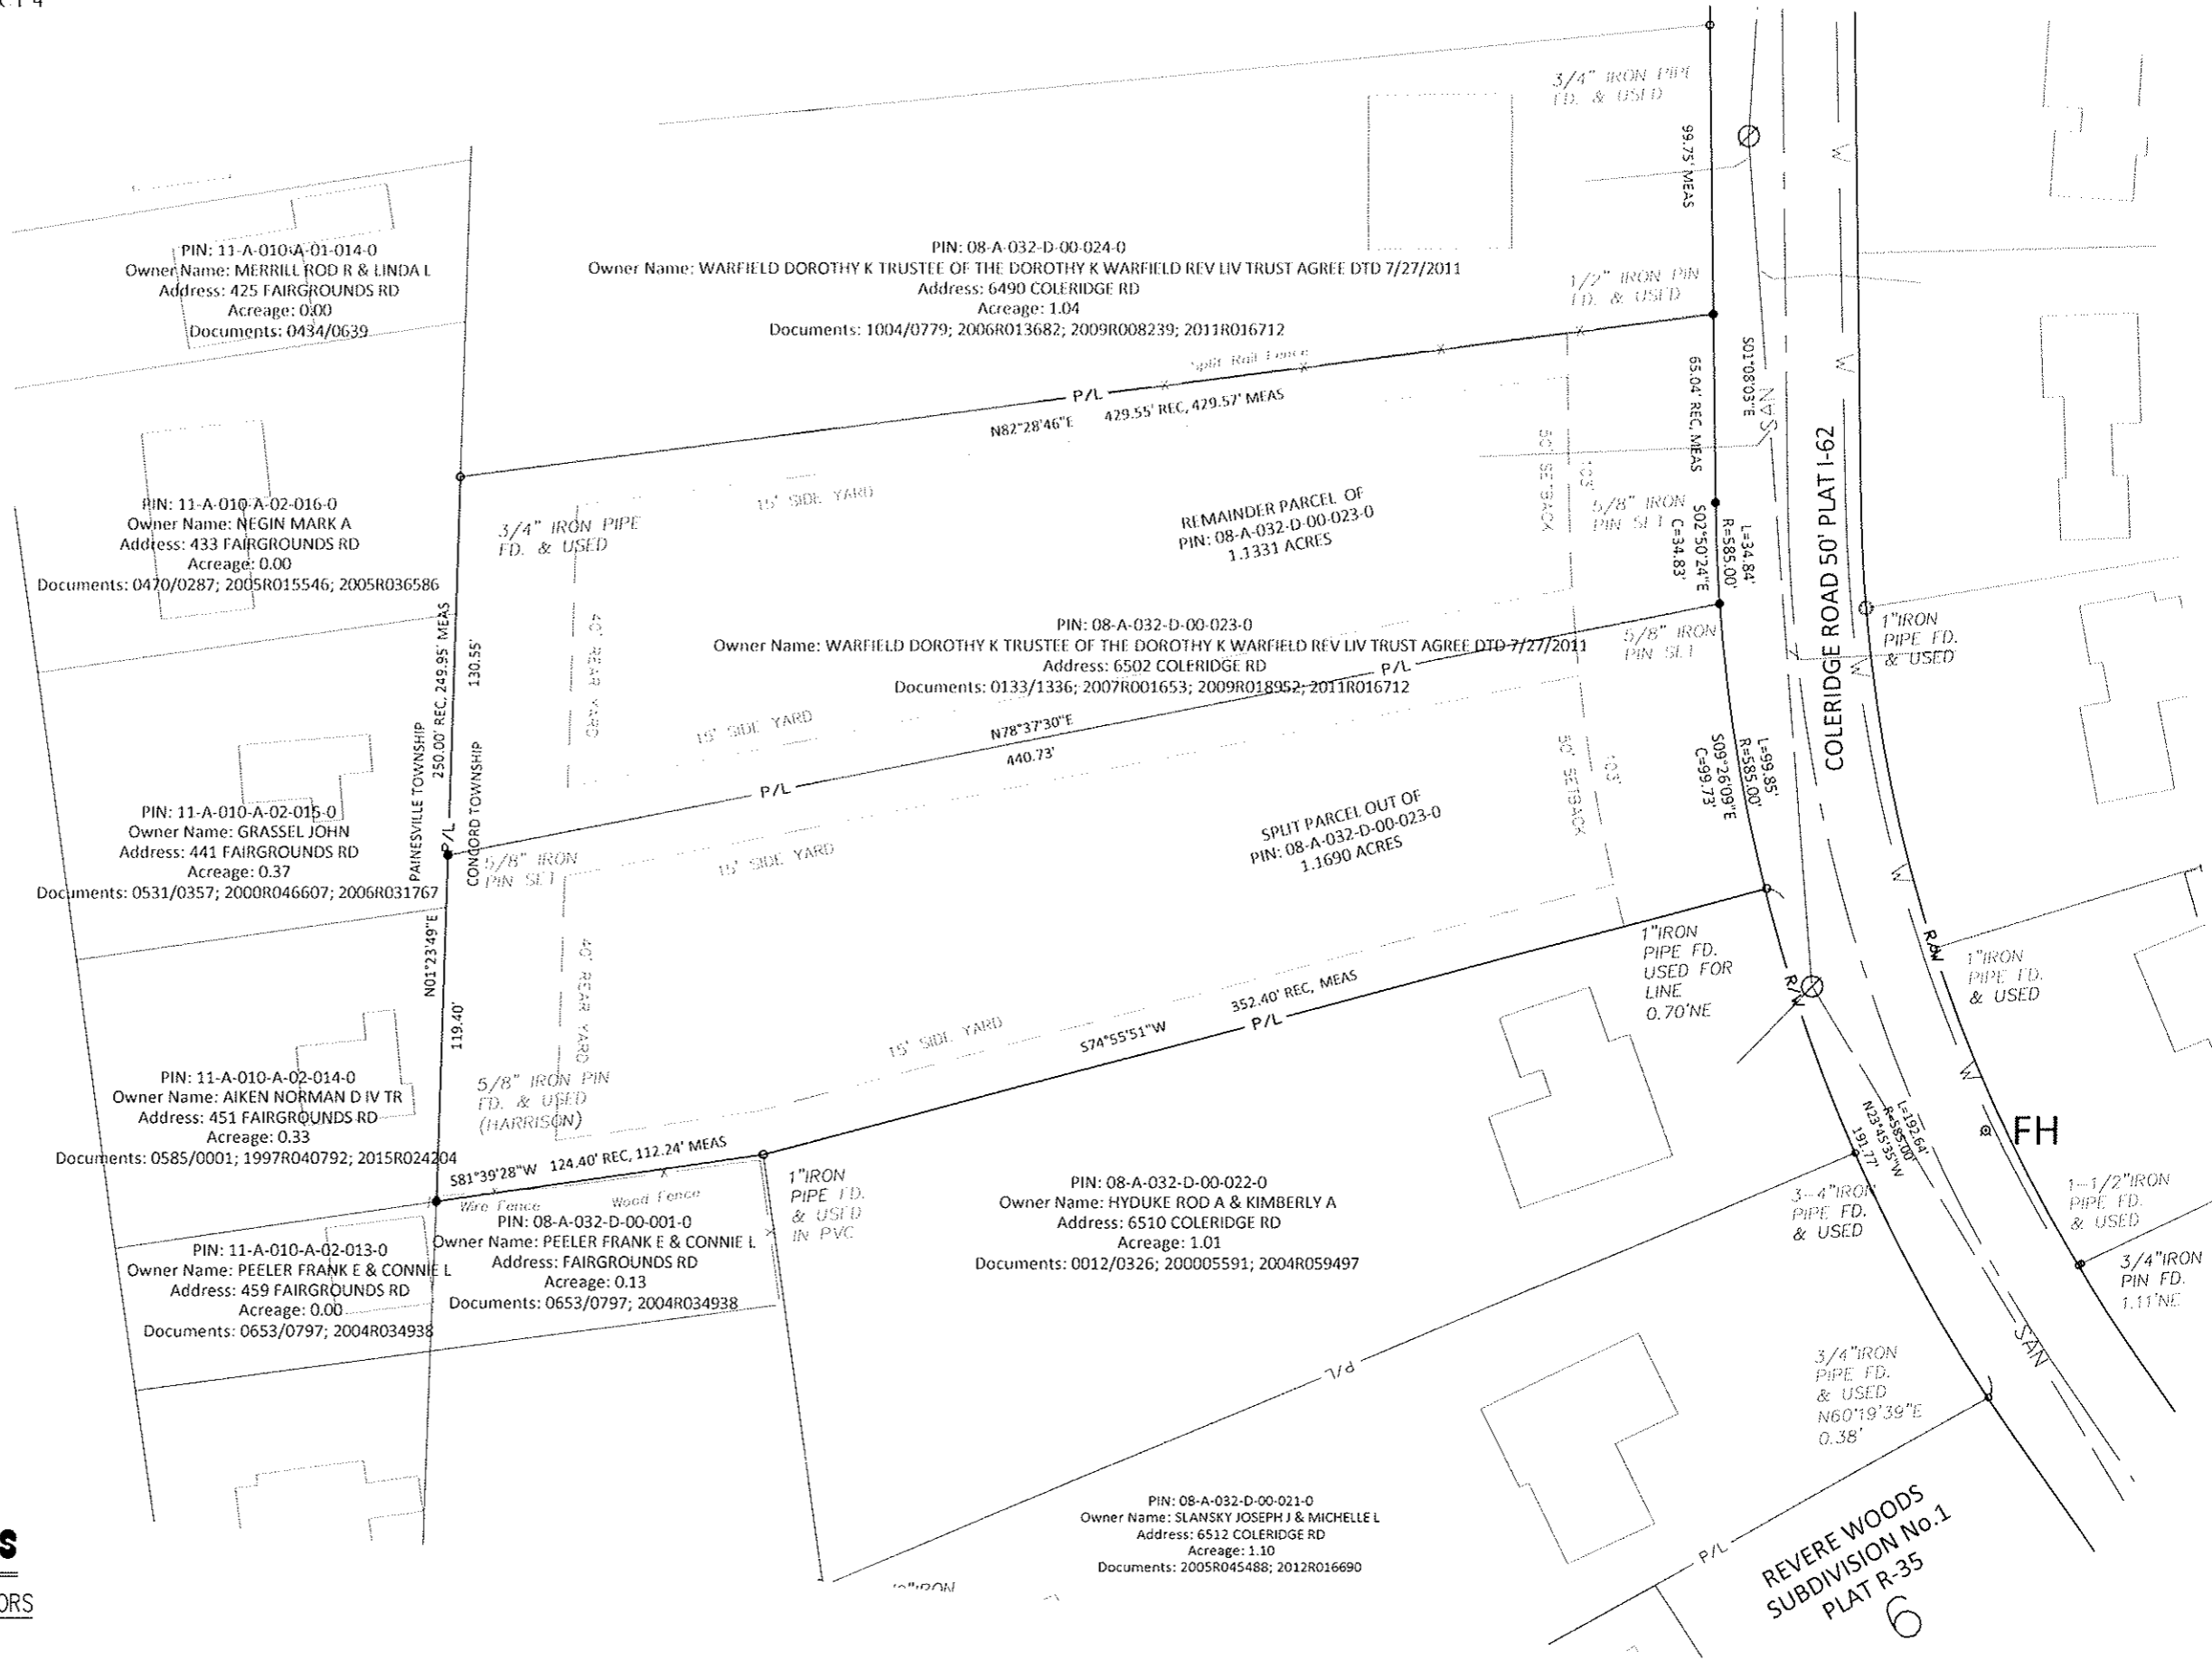 3/4" IRON PIPE
FD. & USED
99.75' MEAS
PIN: 11-A-010-A-01-014-0
Owner Name: MERRILL ROD R & LINDA L
Address: 425 FAIRGROUNDS RD
Acreage: 0.00
Documents: 0434/0639
PIN: 08-A-032-D-00-024-0
Owner Name: WARFIELD DOROTHY K TRUSTEE OF THE DOROTHY K WARFIELD REV LIV TRUST AGREE DTD 7/27/2011
Address: 6490 COLERIDGE RD
Acreage: 1.04
Documents: 1004/0779; 2006R013682; 2009R008239; 2011R016712
1/2" IRON PIN
FD. & USED
Split Rail Fence
P/L
N82°28'46"E 429.55' REC, 429.57' MEAS
65.04' REC, MEAS
S01°08'03"E
SAN
COLERIDGE ROAD 50' PLAT I-62
W
W
15' SIDE YARD
50' SETBACK
103'
PIN: 11-A-010-A-02-016-0
Owner Name: NEGIN MARK A
Address: 433 FAIRGROUNDS RD
Acreage: 0.00
Documents: 0470/0287; 2005R015546; 2005R036586
3/4" IRON PIPE
FD. & USED
REMAINDER PARCEL OF
PIN: 08-A-032-D-00-023-0
1.1331 ACRES
5/8" IRON
PIN SET
L=34.84'
R=585.00'
S02°50'24"E
C=34.83'
250.00' REC, 249.95' MEAS
130.55'
40' REAR YARD
PIN: 08-A-032-D-00-023-0
Owner Name: WARFIELD DOROTHY K TRUSTEE OF THE DOROTHY K WARFIELD REV LIV TRUST AGREE DTD 7/27/2011
Address: 6502 COLERIDGE RD
Documents: 0133/1336; 2007R001653; 2009R018952; 2011R016712
P/L
5/8" IRON
PIN SET
1"IRON
PIPE FD.
& USED
W
15' SIDE YARD
N78°37'30"E
440.73'
P/L
PAINESVILLE TOWNSHIP
CONCORD TOWNSHIP
P/L
50' SETBACK
103'
L=99.85'
R=585.00'
S09°26'09"E
C=99.73'
PIN: 11-A-010-A-02-015-0
Owner Name: GRASSEL JOHN
Address: 441 FAIRGROUNDS RD
Acreage: 0.37
Documents: 0531/0357; 2000R046607; 2006R031767
5/8" IRON
PIN SET
15' SIDE YARD
SPLIT PARCEL OUT OF
PIN: 08-A-032-D-00-023-0
1.1690 ACRES
W
R/W
N01°23'49"E
119.40'
40' REAR YARD
1"IRON
PIPE FD.
USED FOR
LINE
0.70'NE
R/W
1"IRON
PIPE FD.
& USED
352.40' REC, MEAS
S74°55'51"W
P/L
15' SIDE YARD
PIN: 11-A-010-A-02-014-0
Owner Name: AIKEN NORMAN D IV TR
Address: 451 FAIRGROUNDS RD
Acreage: 0.33
Documents: 0585/0001; 1997R040792; 2015R024204
5/8" IRON PIN
FD. & USED
(HARRISON)
W
FH
L=192.64'
R=585.00'
N23°45'35"W
191.77'
S81°39'28"W 124.40' REC, 112.24' MEAS
Wire Fence
Wood Fence
1"IRON
PIPE FD.
& USED
IN PVC
PIN: 08-A-032-D-00-022-0
Owner Name: HYDUKE ROD A & KIMBERLY A
Address: 6510 COLERIDGE RD
Acreage: 1.01
Documents: 0012/0326; 200005591; 2004R059497
3-4"IRON
PIPE FD.
& USED
1-1/2"IRON
PIPE FD.
& USED
PIN: 08-A-032-D-00-001-0
Owner Name: PEELER FRANK E & CONNIE L
Address: FAIRGROUNDS RD
Acreage: 0.13
Documents: 0653/0797; 2004R034938
PIN: 11-A-010-A-02-013-0
Owner Name: PEELER FRANK E & CONNIE L
Address: 459 FAIRGROUNDS RD
Acreage: 0.00
Documents: 0653/0797; 2004R034938
3/4"IRON
PIN FD.
1.11'NE
SAN
P/L
3/4"IRON
PIPE FD.
& USED
N60°19'39"E
0.38'
PIN: 08-A-032-D-00-021-0
Owner Name: SLANSKY JOSEPH J & MICHELLE L
Address: 6512 COLERIDGE RD
Acreage: 1.10
Documents: 2005R045488; 2012R016690
P/L
REVERE WOODS
SUBDIVISION No.1
PLAT R-35
6